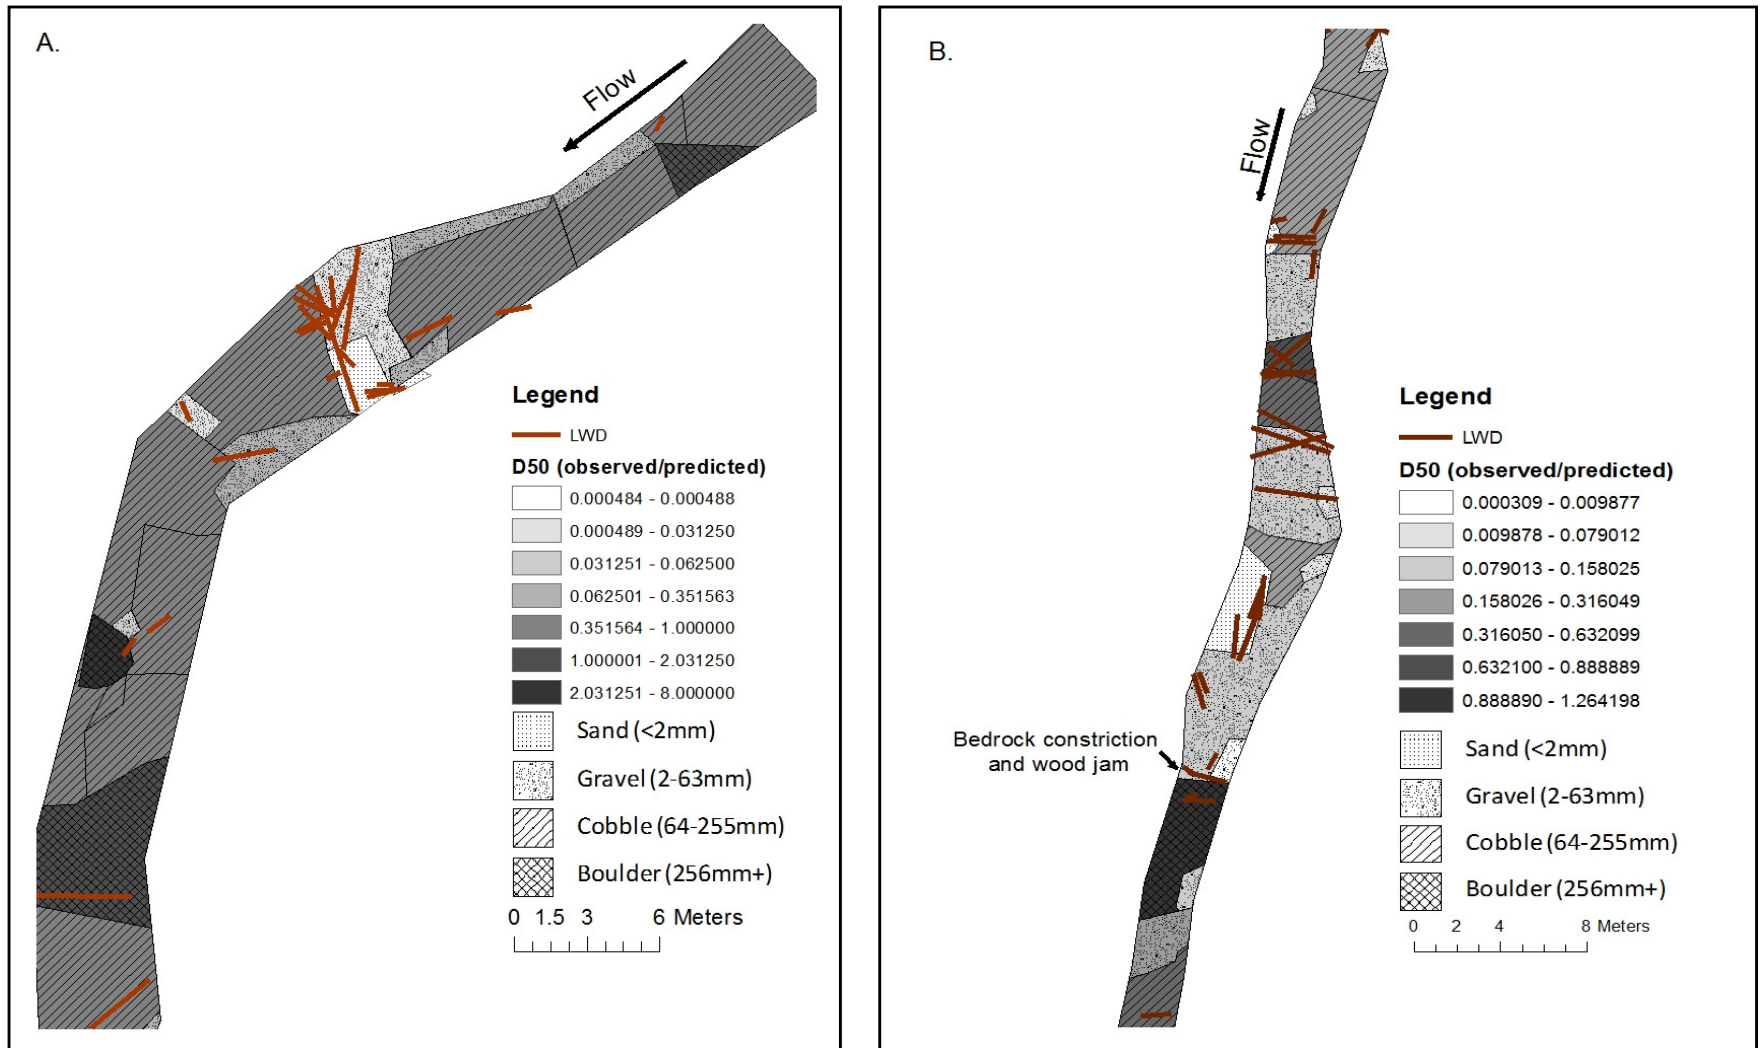 A.
Flow
Legend
LWD
D50 (observed/predicted)
0.000484 - 0.000488
0.000489 - 0.031250
0.031251 - 0.062500
0.062501 - 0.351563
0.351564 - 1.000000
1.000001 - 2.031250
2.031251 - 8.000000
Sand (<2mm)
Gravel (2-63mm)
Cobble (64-255mm)
Boulder (256mm+)
0 1.5 3 6 Meters
B.
Flow
Bedrock constriction
and wood jam
Legend
LWD
D50 (observed/predicted)
0.000309 - 0.009877
0.009878 - 0.079012
0.079013 - 0.158025
0.158026 - 0.316049
0.316050 - 0.632099
0.632100 - 0.888889
0.888890 - 1.264198
Sand (<2mm)
Gravel (2-63mm)
Cobble (64-255mm)
Boulder (256mm+)
0 2 4 8 Meters